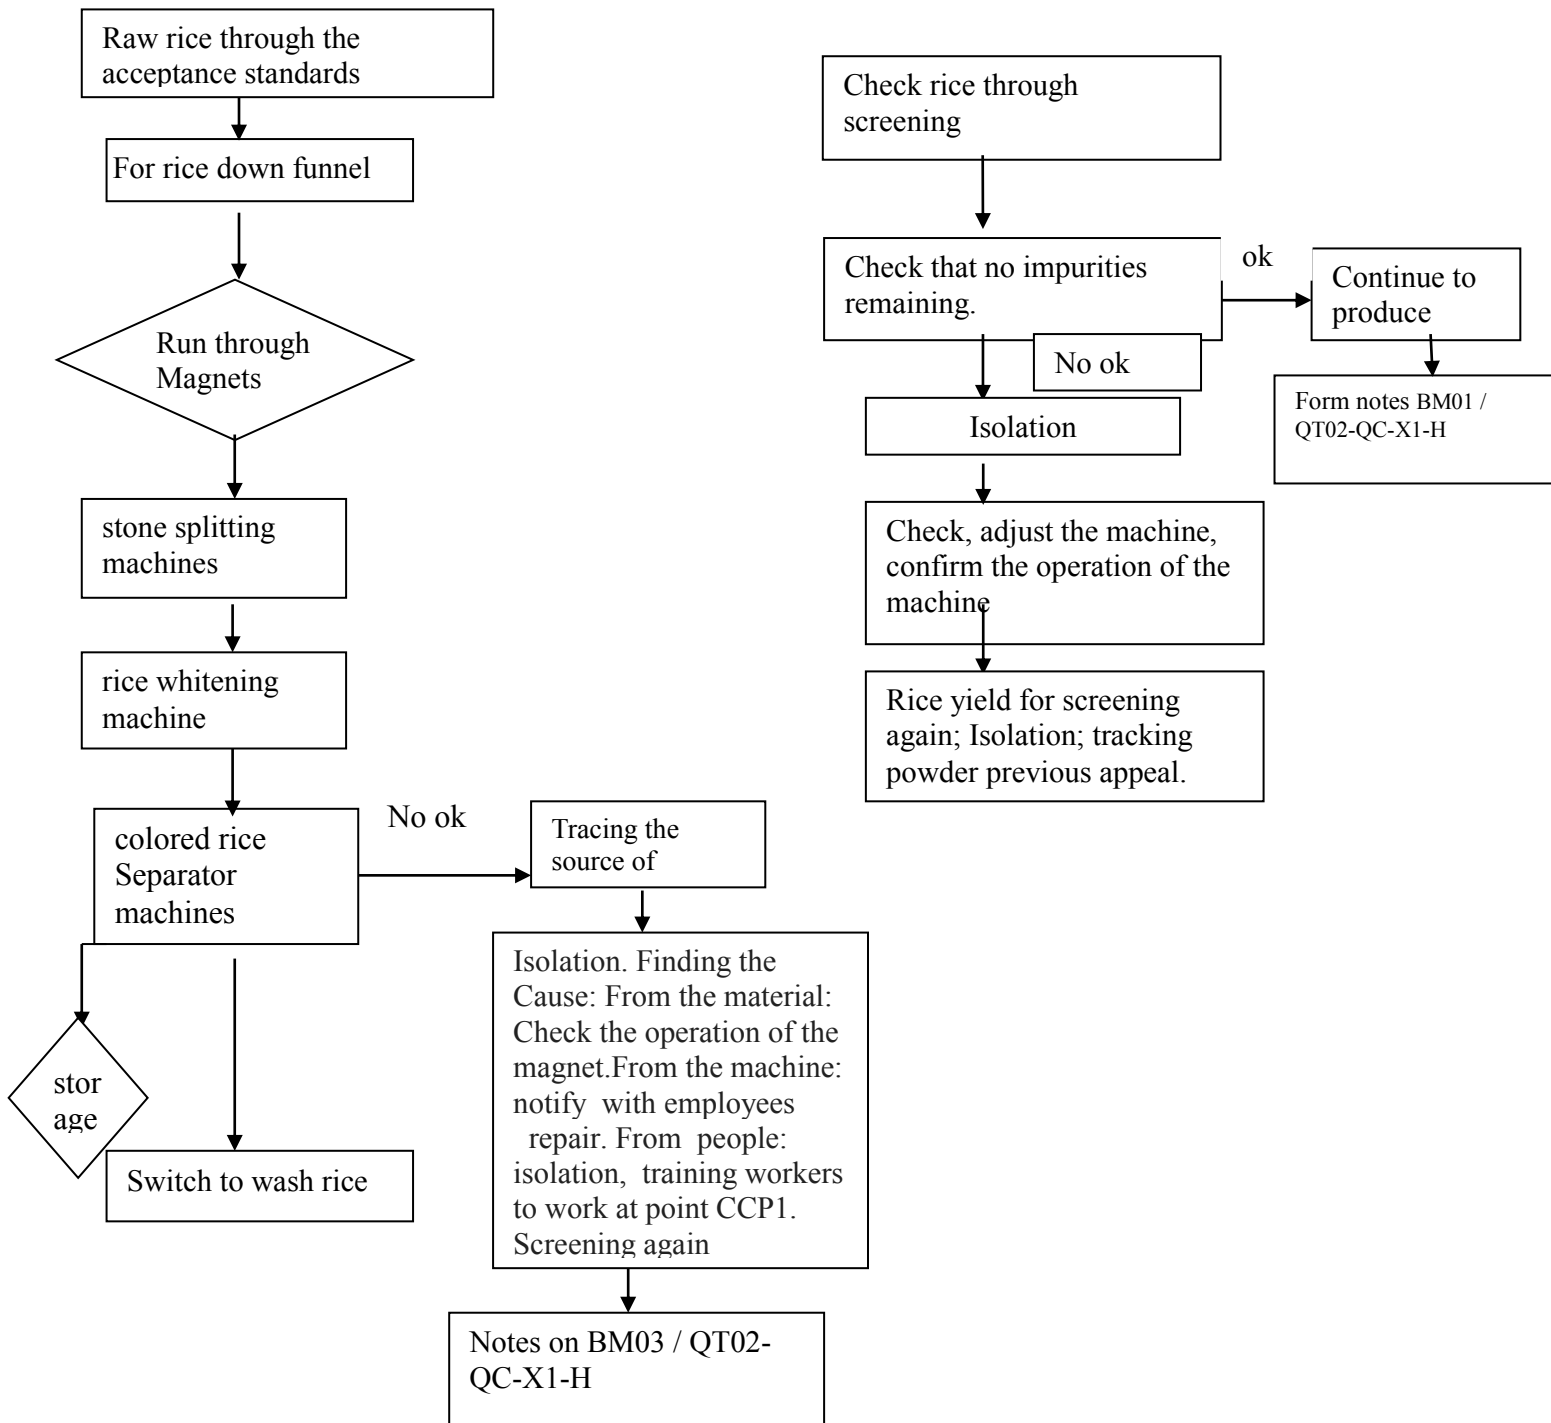 Raw rice through the
acceptance standards
For rice down funnel
Run through
Magnets
stone splitting
machines
rice whitening
machine
colored rice
Separator
machines
No ok
Tracing the
source of
stor
age
Switch to wash rice
Isolation. Finding the
Cause: From the material:
Check the operation of the
magnet.From the machine:
notify with employees
repair. From people:
isolation, training workers
to work at point CCP1.
Screening again
Notes on BM03 / QT02-
QC-X1-H
Check rice through
screening
Check that no impurities
remaining.
ok
Continue to
produce
Form notes BM01 /
QT02-QC-X1-H
No ok
Isolation
Check, adjust the machine,
confirm the operation of the
machine
Rice yield for screening
again; Isolation; tracking
powder previous appeal.